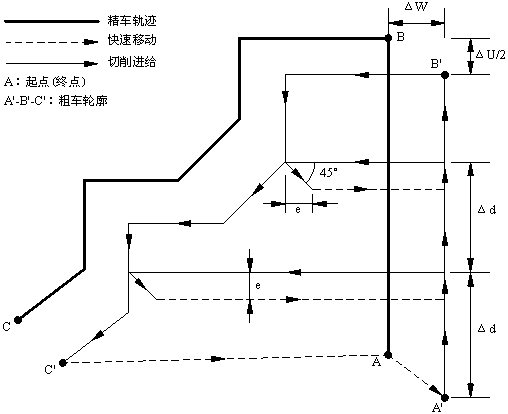 精车轨迹
快速移动
切削进给
A：起点(终点)
A'-B'-C'：粗车轮廓
ΔW
B
ΔU/2
B'
45°
e
Δd
e
C
Δd
C'
A
A'